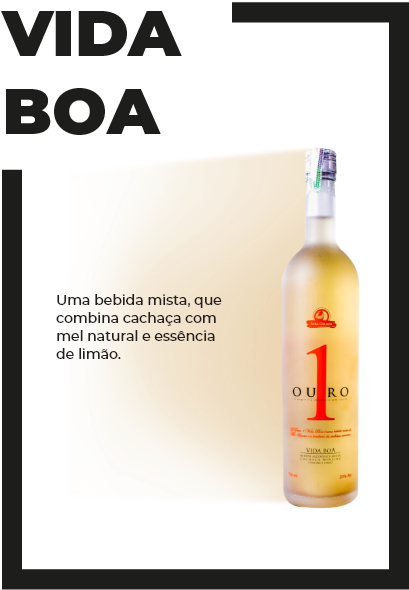 VIDA
BOA
Uma bebida mista, que
combina cachaça com
mel natural e essência
de limão.
1
OURO
VIDA BOA